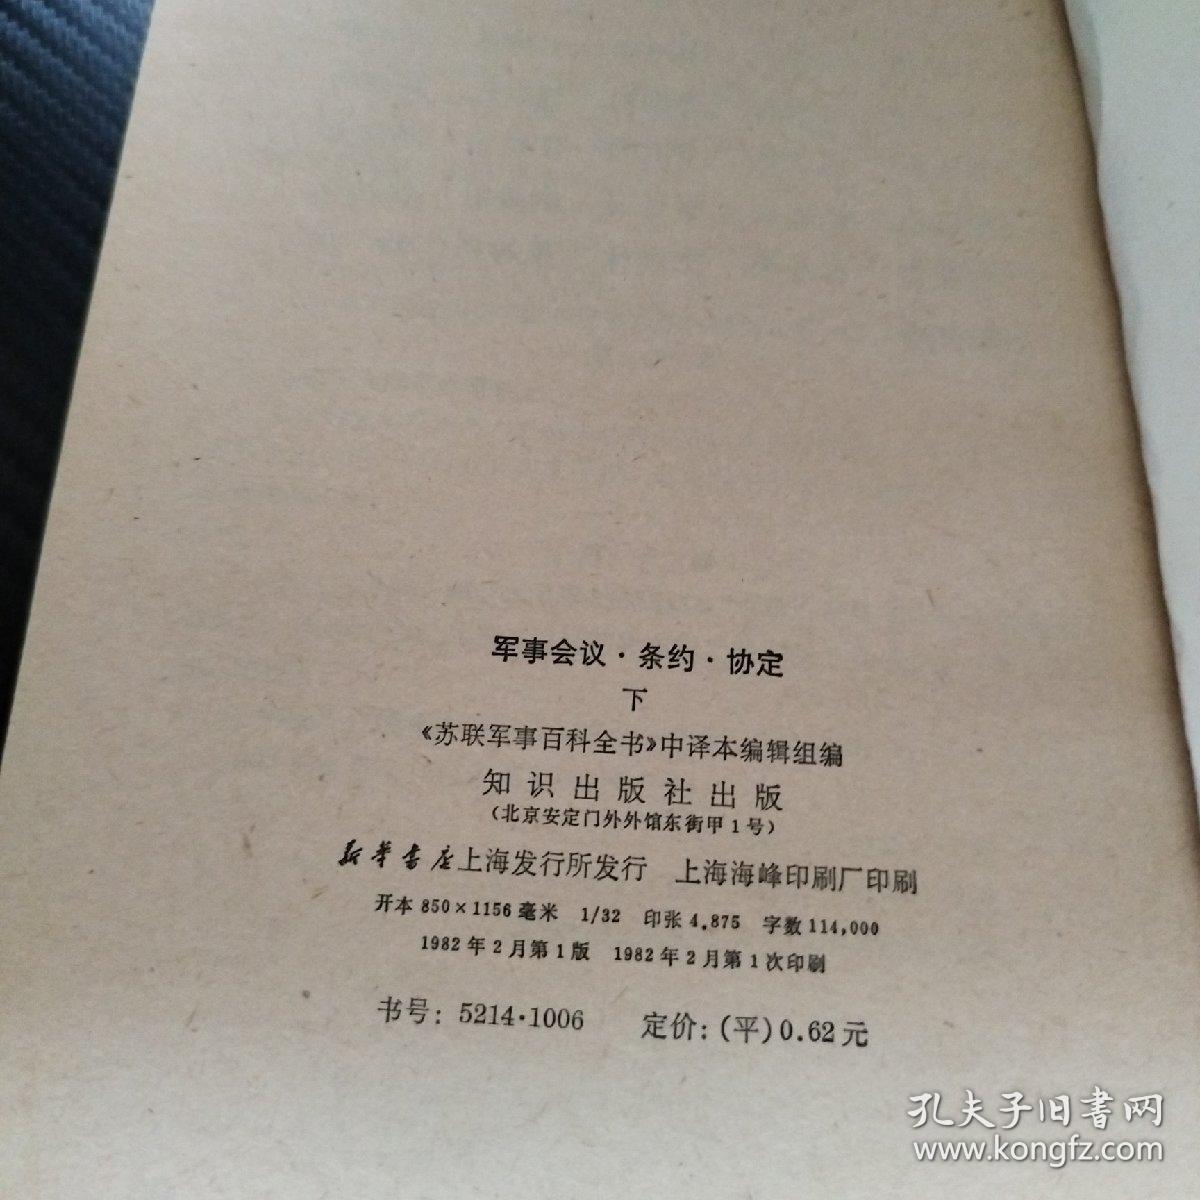 军事会议·条约·协定
下
《苏联军事百科全书》中译本编辑组编
知识出版社出版
(北京安定门外外馆东街甲1号)
新华书店上海发行所发行 上海海峰印刷厂印刷
开本 850×1156 毫米 1/32 印张 4.875 字数 114,000
1982年2月第1版 1982年2月第1次印刷
书号: 5214·1006 定价: (平) 0.62元
孔夫子旧书网
www.kongfz.com